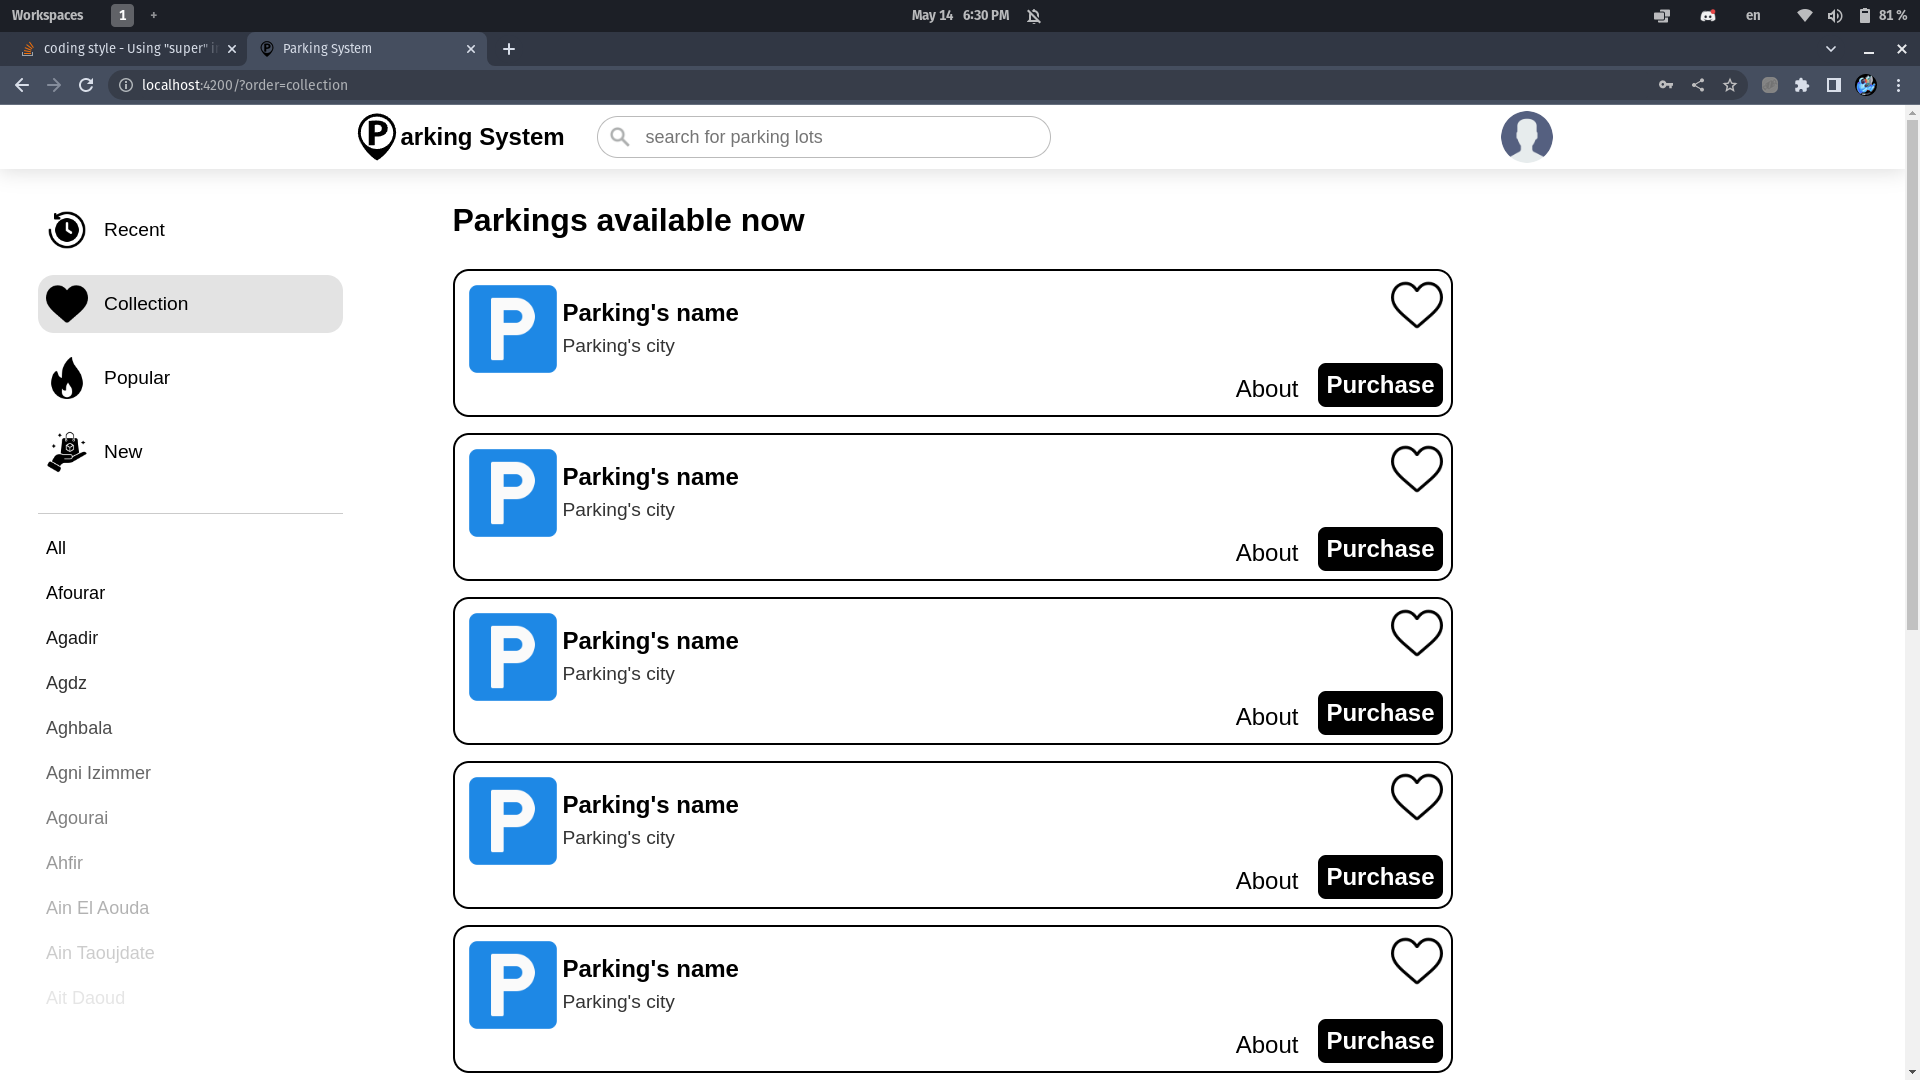 Workspaces 1 + May 14 6:30 PM en 81 %
coding style - Using "super" i Parking System
localhost:4200/?order=collection
Parking System search for parking lots
Parkings available now
Recent
Collection
Popular
New
All
Afourar
Agadir
Agdz
Aghbala
Agni Izimmer
Agourai
Ahfir
Ain El Aouda
Ain Taoujdate
Ait Daoud
P Parking's name
Parking's city
About Purchase
P Parking's name
Parking's city
About Purchase
P Parking's name
Parking's city
About Purchase
P Parking's name
Parking's city
About Purchase
P Parking's name
Parking's city
About Purchase